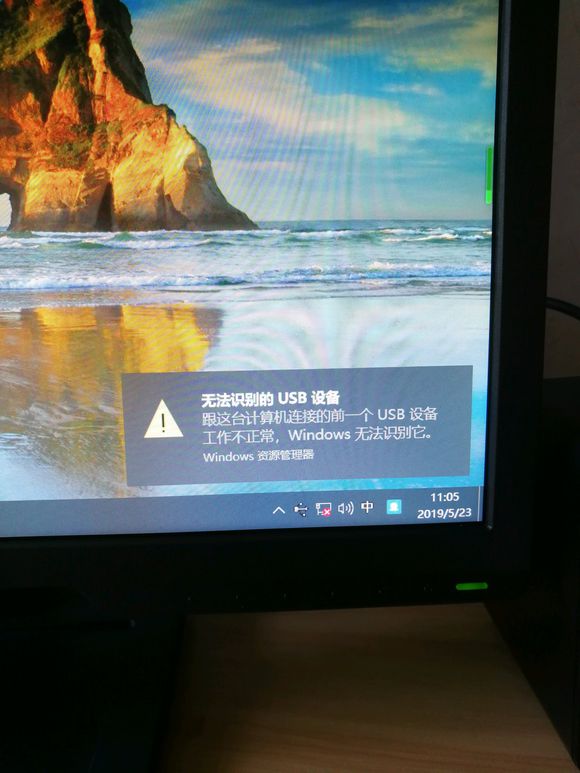 无法识别的 USB 设备
跟这台计算机连接的前一个 USB 设备
工作不正常，Windows 无法识别它。
Windows 资源管理器
中
11:05
2019/5/23